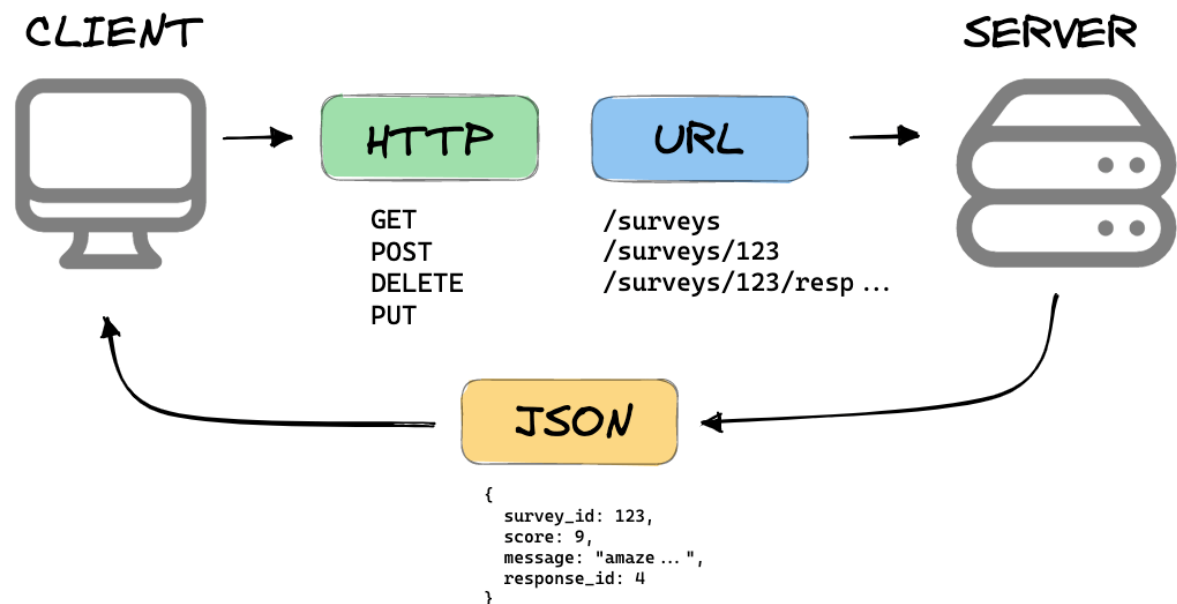 CLIENT
SERVER
HTTP
URL
GET
POST
DELETE
PUT
/surveys
/surveys/123
/surveys/123/resp...
JSON
{
survey_id: 123,
score: 9,
message: "amaze...",
response_id: 4
}